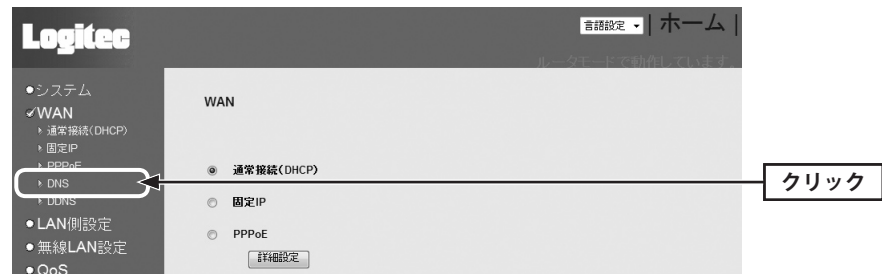 Logitec
言語設定
ホーム
ルータモードで動作しています。
システム
WAN
通常接続(DHCP)
固定IP
PPPoE
DNS
DDNS
LAN側設定
無線LAN設定
QoS
WAN
通常接続(DHCP)
固定IP
PPPoE
詳細設定
クリック